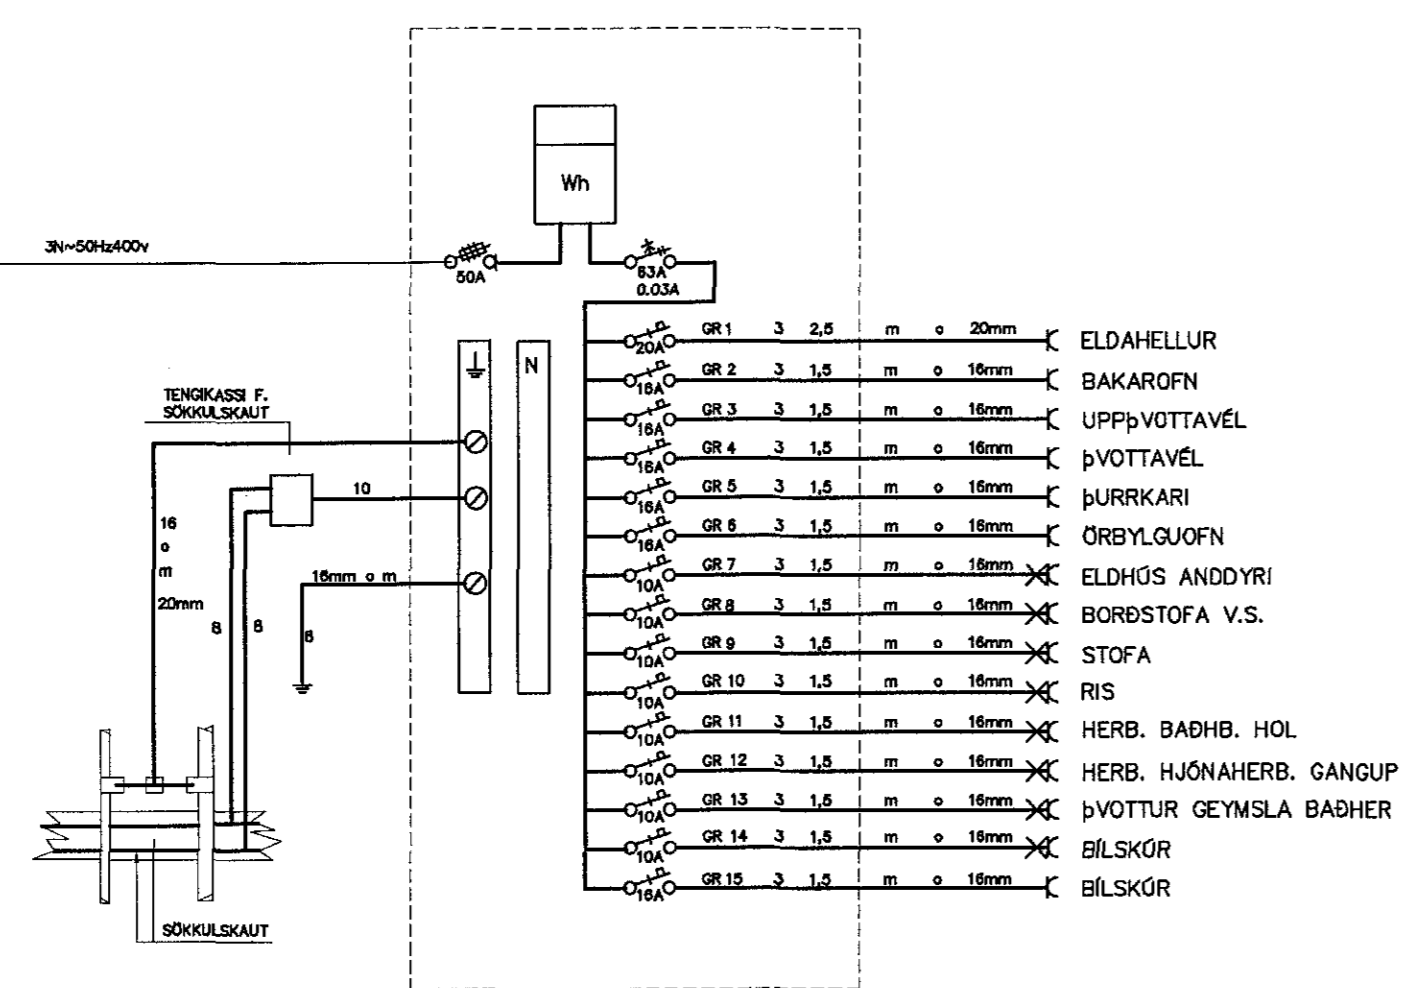 Wh
3N~50Hz400v
50A
63A
0.03A
N
TENGIKASSI F.
SÖKKULSKAUT
10
16
o
m
20mm
8
8
16mm o m
6
SÖKKULSKAUT
20A GR 1 3 2,5 m o 20mm ELDAHELLUR
16A GR 2 3 1,5 m o 16mm BAKAROFN
16A GR 3 3 1,5 m o 16mm UPPÞVOTTAVÉL
16A GR 4 3 1,5 m o 16mm ÞVOTTAVÉL
16A GR 5 3 1,5 m o 16mm ÞURRKARI
16A GR 6 3 1,5 m o 16mm ÖRBYLGUOFN
10A GR 7 3 1,5 m o 16mm ELDHÚS ANDDYRI
10A GR 8 3 1,5 m o 16mm BORÐSTOFA V.S.
10A GR 9 3 1,5 m o 16mm STOFA
10A GR 10 3 1,5 m o 16mm RIS
10A GR 11 3 1,5 m o 16mm HERB. BAÐHB. HOL
10A GR 12 3 1,5 m o 16mm HERB. HJÓNAHERB. GANGUP
10A GR 13 3 1,5 m o 16mm ÞVOTTUR GEYMSLA BAÐHER
10A GR 14 3 1,5 m o 16mm BÍLSKÚR
16A GR 15 3 1,5 m o 16mm BÍLSKÚR